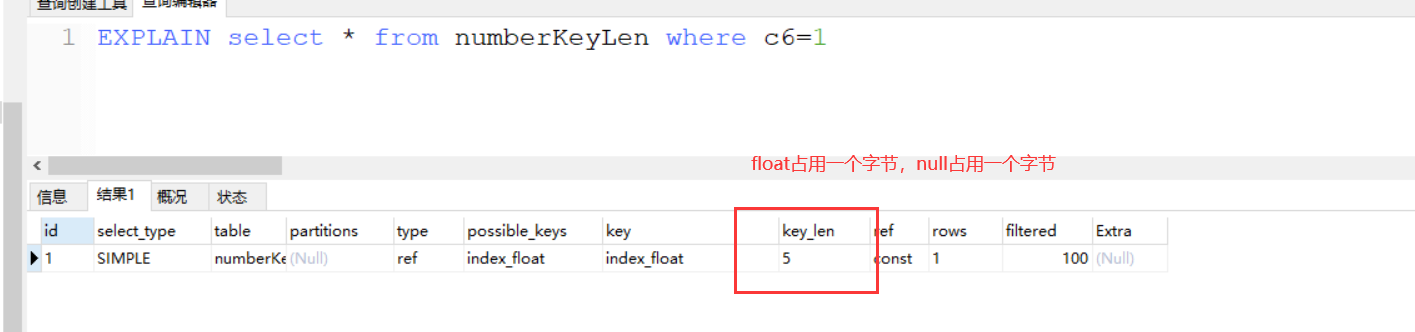 查询创建工具 查询编辑器
1 EXPLAIN select * from numberKeyLen where c6=1
float占用一个字节，null占用一个字节
信息 结果1 概况 状态
id select_type table partitions type possible_keys key key_len ref rows filtered Extra
1 SIMPLE numberKe (Null) ref index_float index_float 5 const 1 100 (Null)